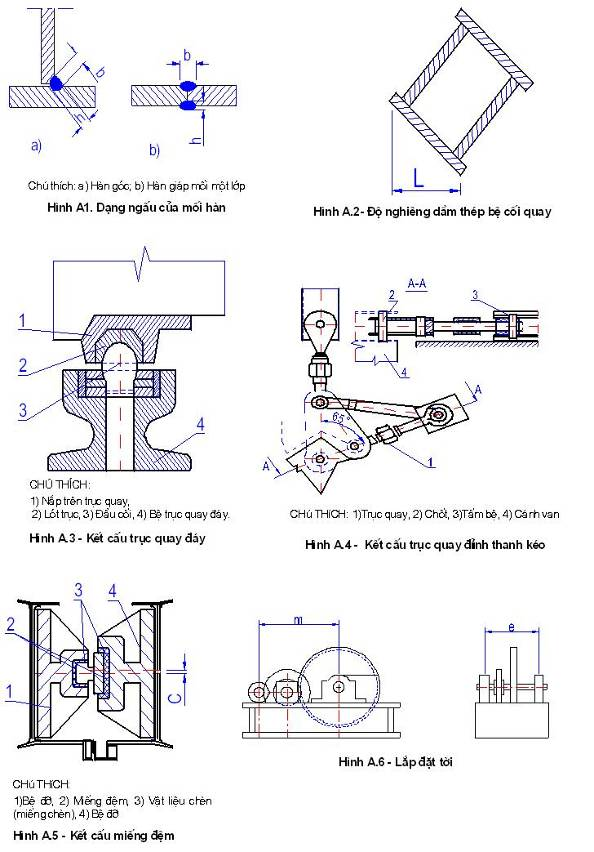 b
b
h
h
a)
b)
L
Chú thích: a) Hàn góc; b) Hàn giáp mối một lớp
Hình A1. Dạng ngấu của mối hàn
Hình A.2- Độ nghiêng dầm thép bệ cối quay
1
2
3
4
A-A
2
3
4
65°
A
A
1
CHÚ THÍCH:
1) Nắp trên trục quay,
2) Lót trục, 3) Đầu cối, 4) Bệ trục quay đáy.
Hình A.3 - Kết cấu trục quay đáy
CHÚ THÍCH: 1)Trục quay, 2) Chốt, 3)Tấm bệ, 4) Cánh van
Hình A.4 - Kết cấu trục quay đỉnh thanh kéo
3
4
2
1
C
m
e
CHÚ THÍCH:
1)Bệ đỡ, 2) Miếng đệm, 3) Vật liệu chèn
(miếng chèn), 4) Bệ đỡ
Hình A.5 - Kết cấu miếng đệm
Hình A.6 - Lắp đặt tời